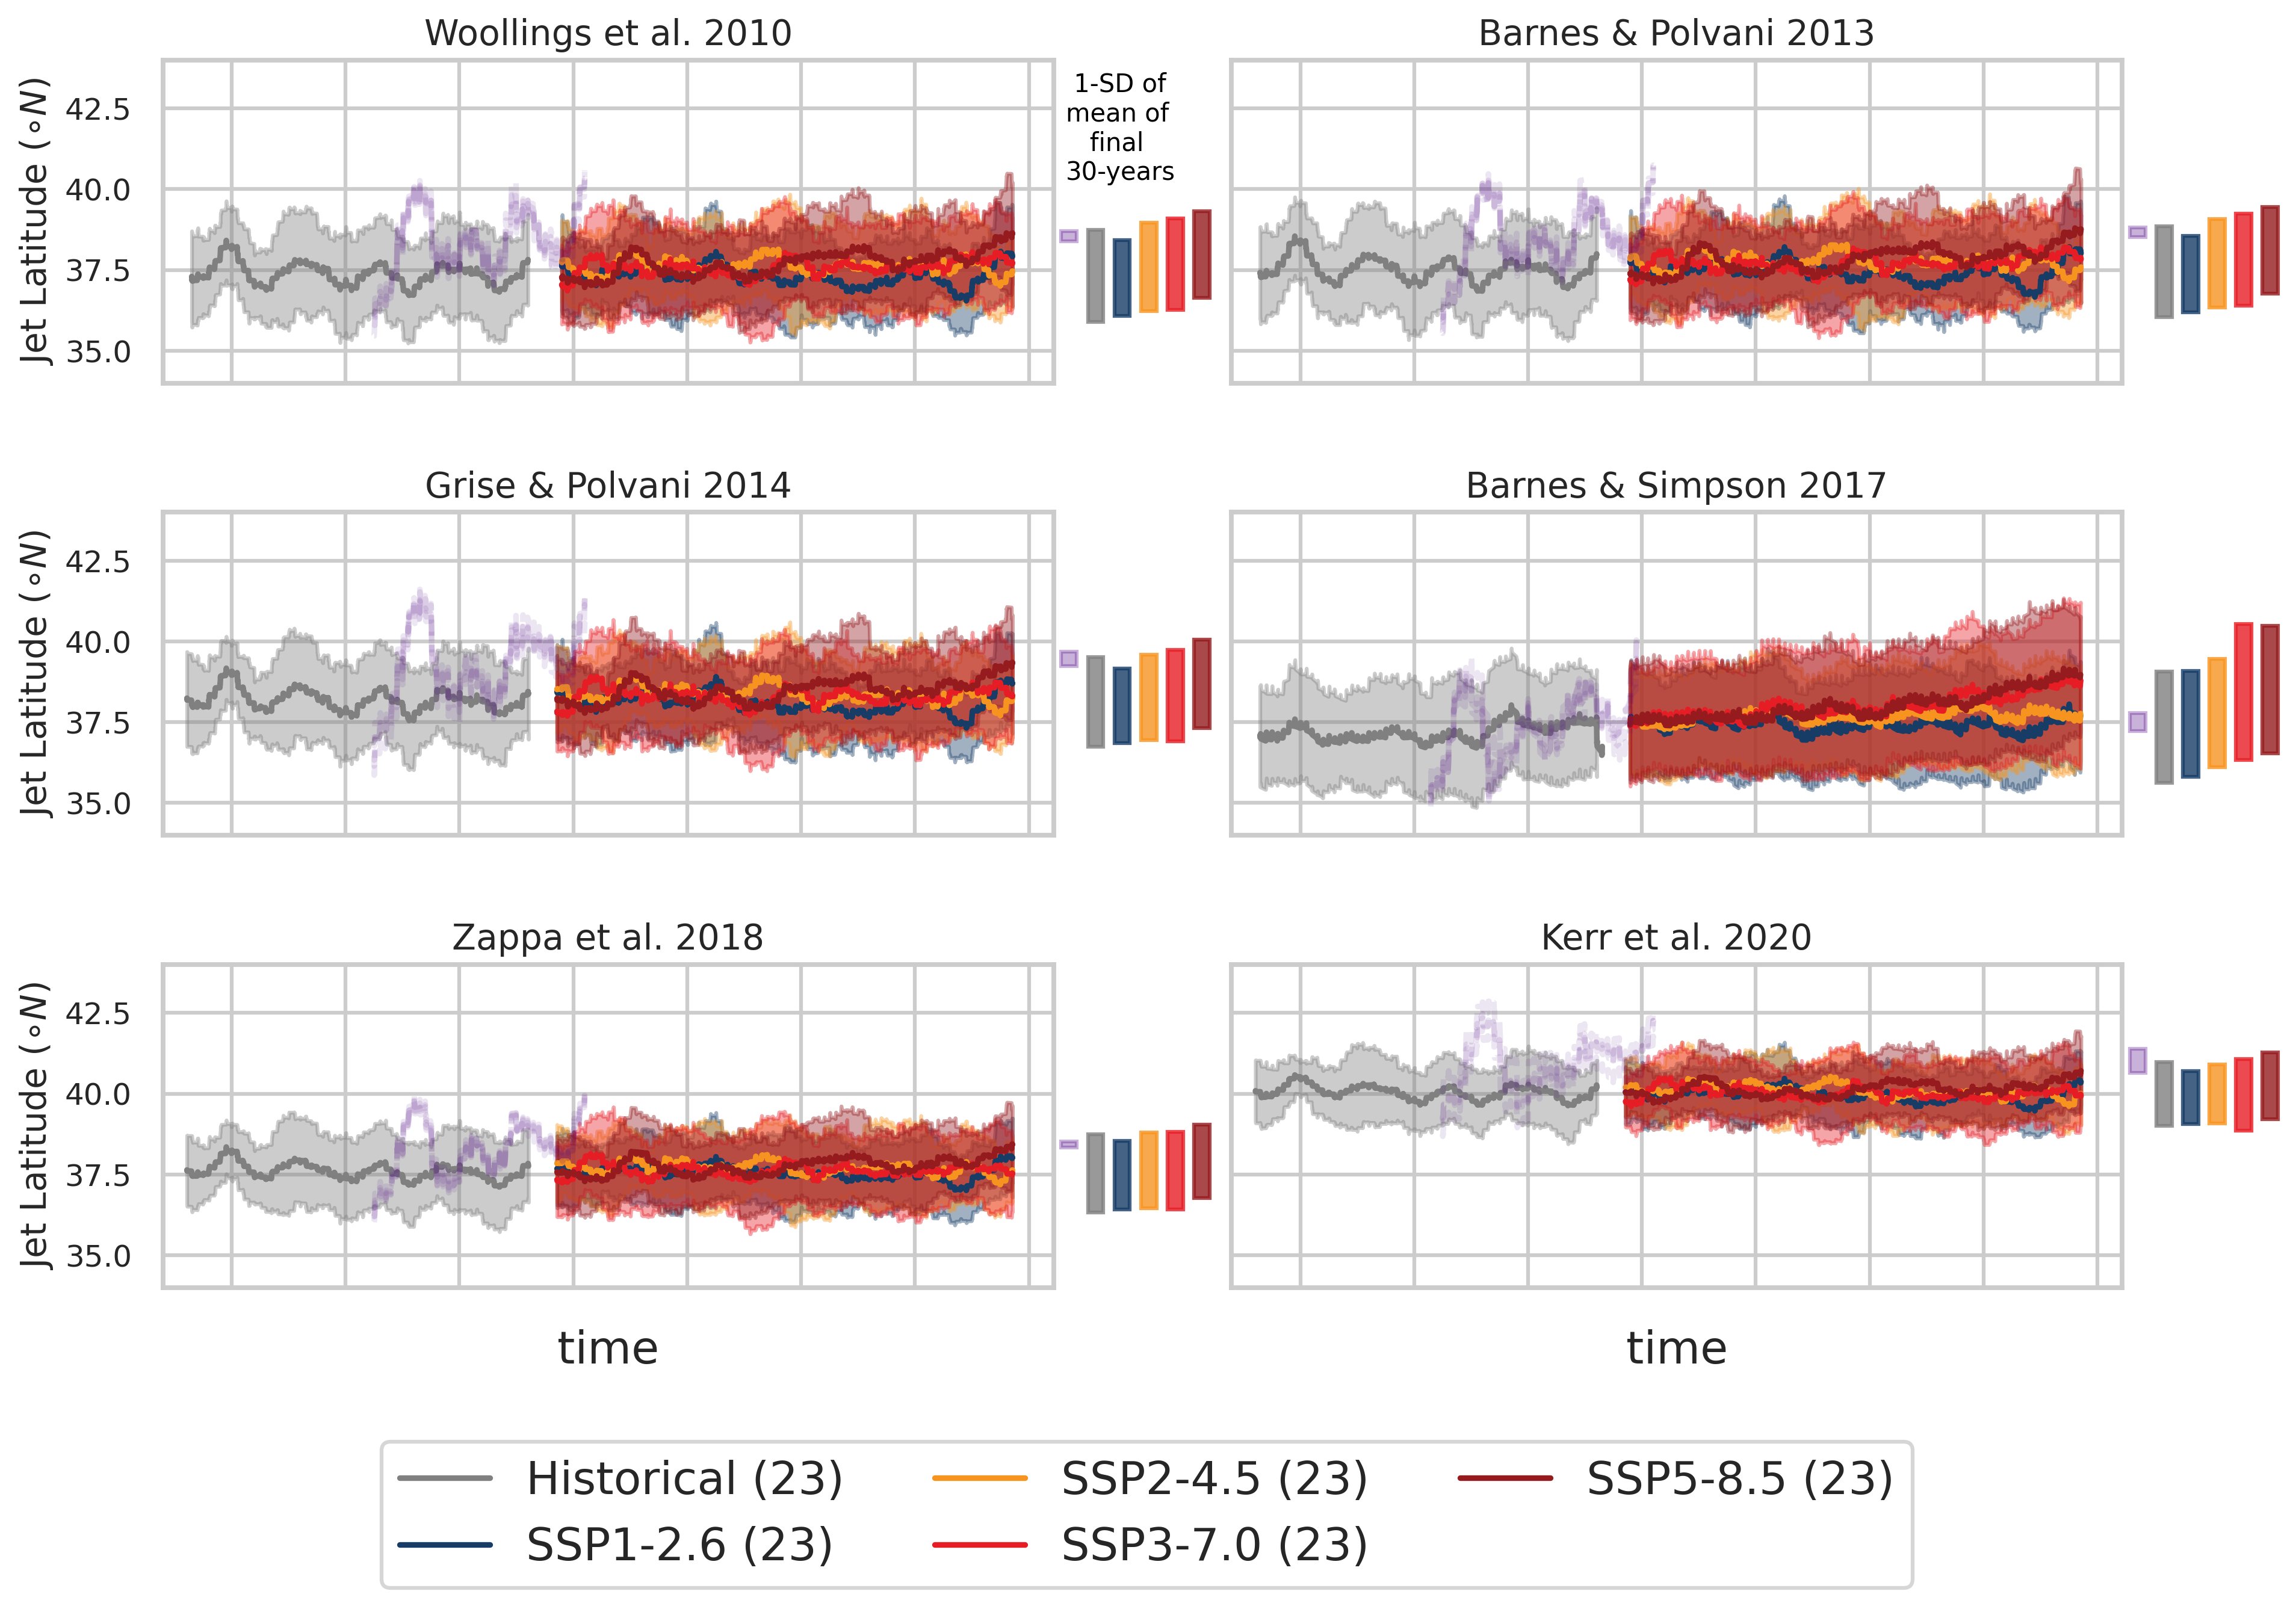 Woollings et al. 2010
Barnes & Polvani 2013
Jet Latitude (∘N)
42.5
40.0
37.5
35.0
1-SD of
mean of
final
30-years
Grise & Polvani 2014
Barnes & Simpson 2017
Jet Latitude (∘N)
42.5
40.0
37.5
35.0
Zappa et al. 2018
Kerr et al. 2020
Jet Latitude (∘N)
42.5
40.0
37.5
35.0
time
time
Historical (23)
SSP1-2.6 (23)
SSP2-4.5 (23)
SSP3-7.0 (23)
SSP5-8.5 (23)